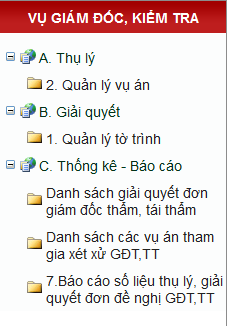 VỤ GIÁM ĐỐC, KIỂM TRA
A. Thụ lý
2. Quản lý vụ án
B. Giải quyết
1. Quản lý tờ trình
C. Thống kê - Báo cáo
Danh sách giải quyết đơn
giám đốc thẩm, tái thẩm
Danh sách các vụ án tham
gia xét xử GĐT,TT
7.Báo cáo số liệu thụ lý, giải
quyết đơn đề nghị GĐT,TT